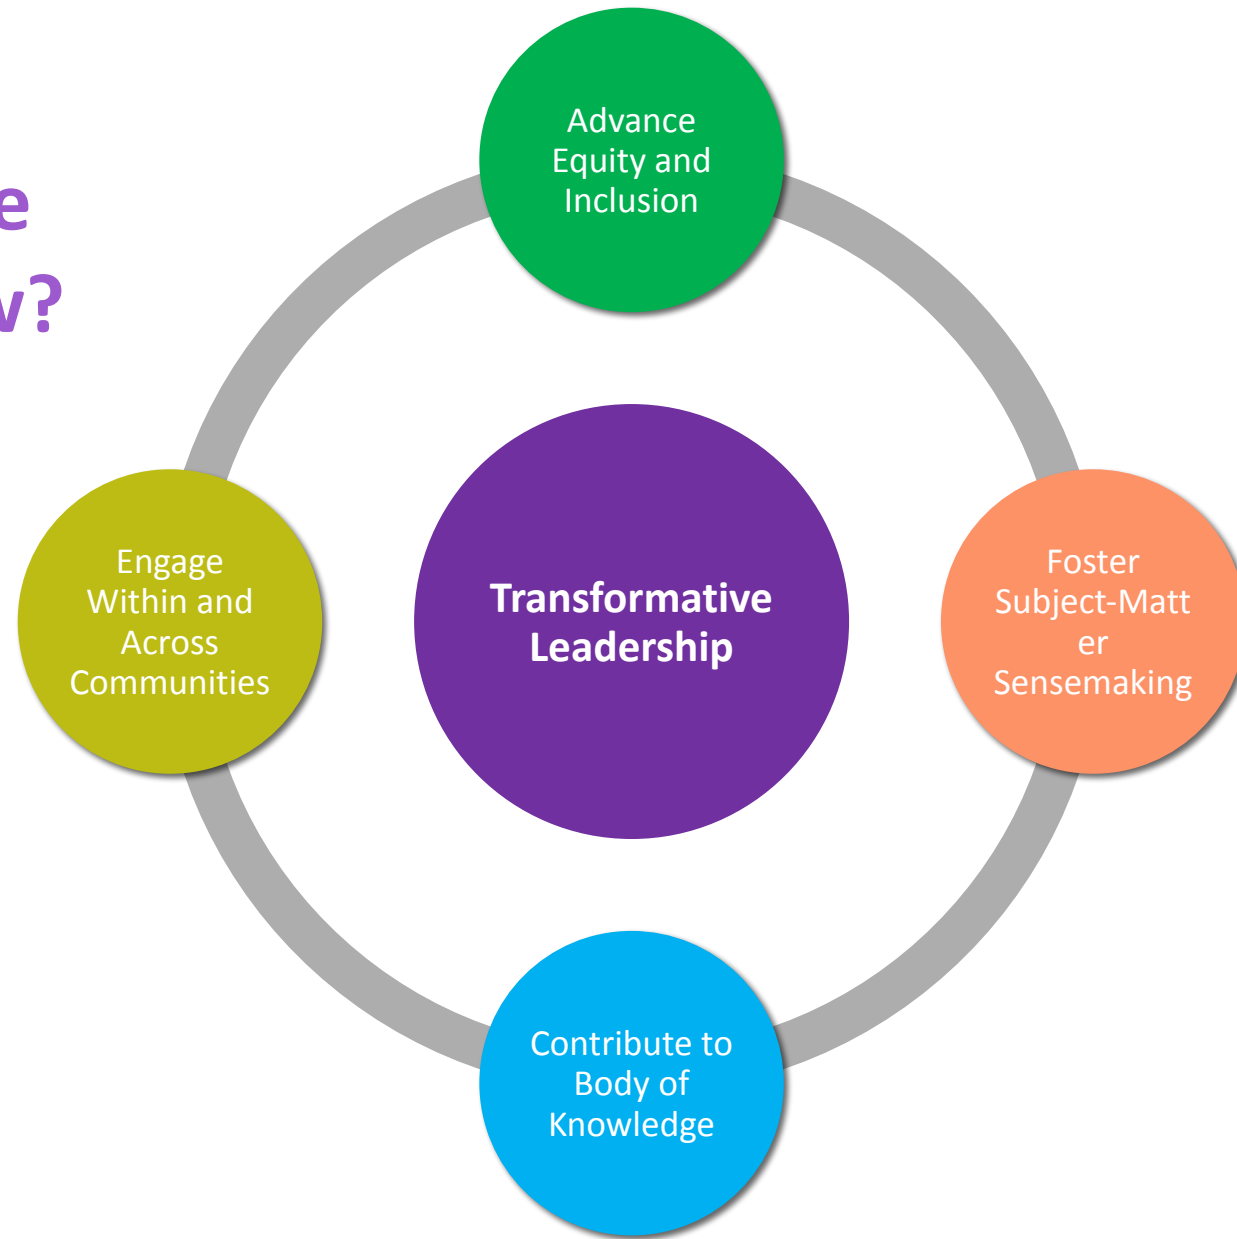 Advance
Equity and
Inclusion
e
w?
Engage
Within and
Across
Communities
Transformative
Leadership
Foster
Subject-Matt
er
Sensemaking
Contribute to
Body of
Knowledge